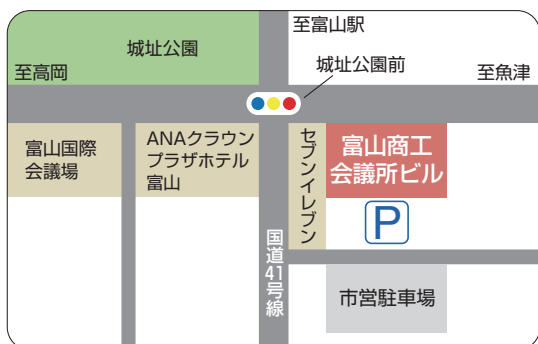 至富山駅
城址公園
城址公園前
至高岡
至魚津
富山国際
会議場
ANAクラウン
プラザホテル
富山
セブンイレブン
富山商工
会議所ビル
P
国道41号線
市営駐車場